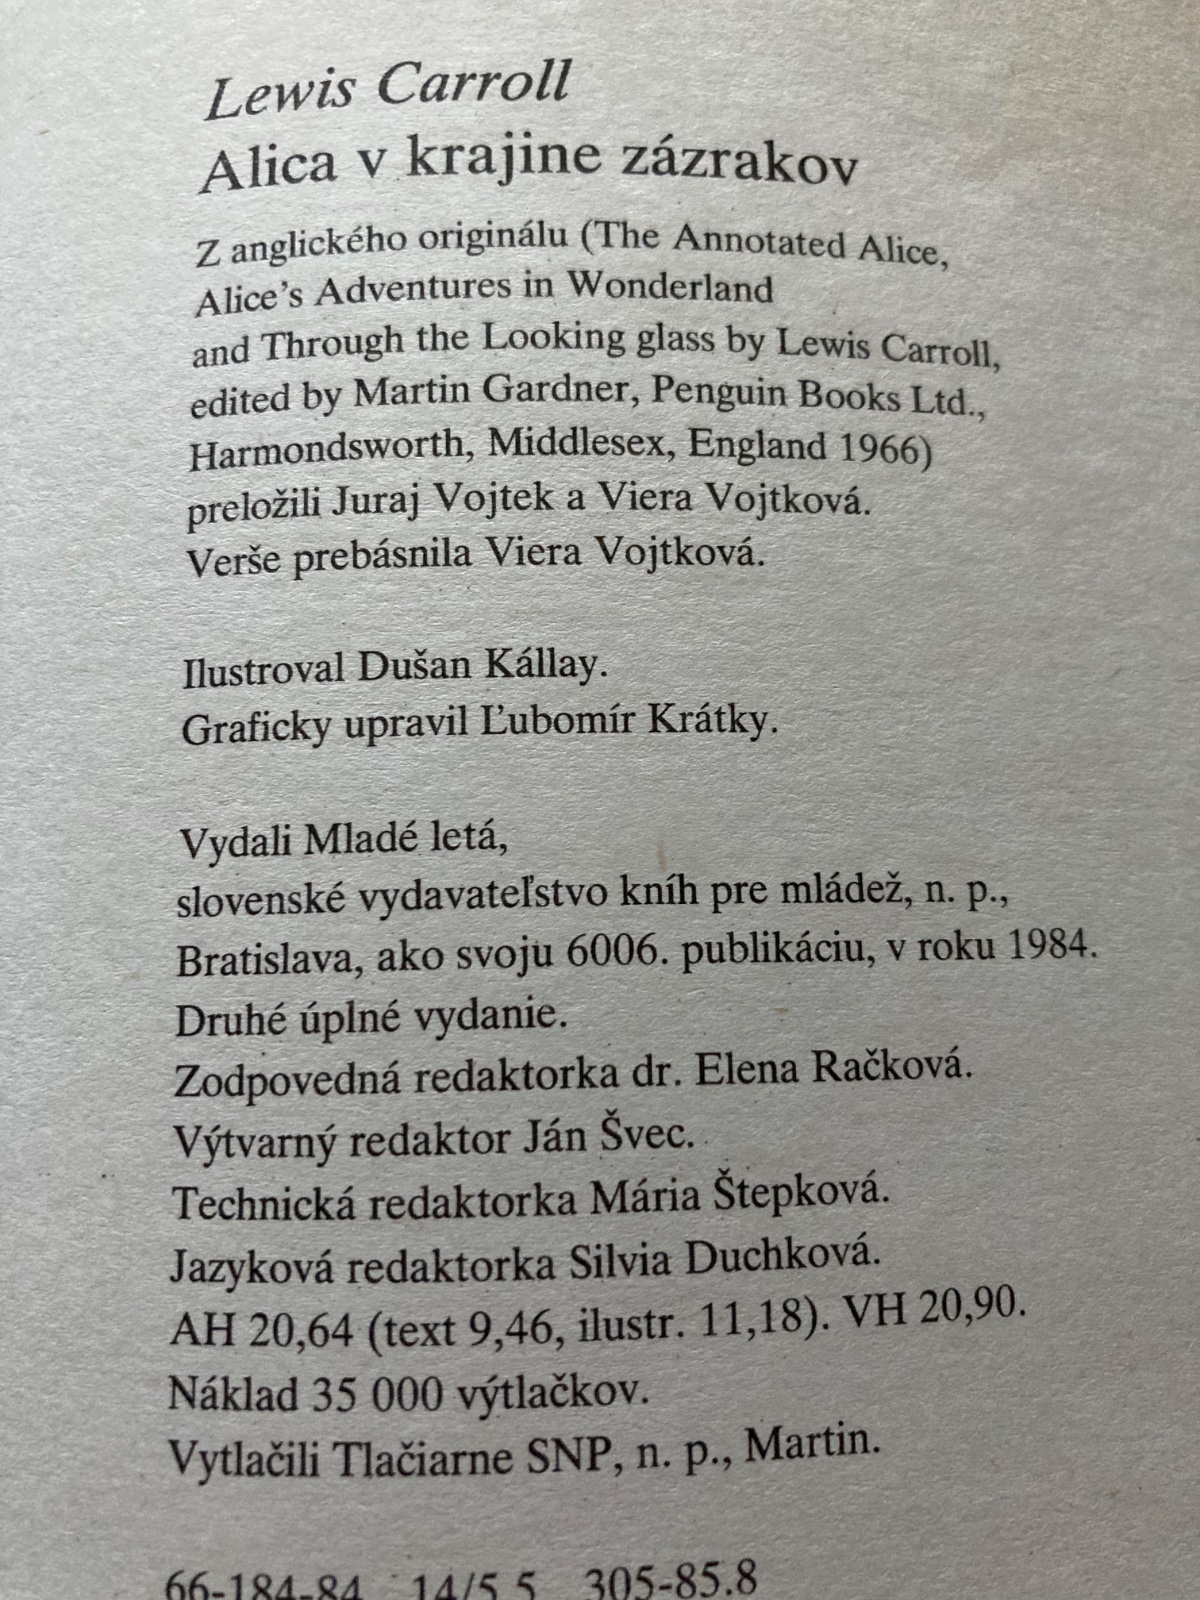 Lewis Carroll
Alica v krajine zázrakov
Z anglického originálu (The Annotated Alice,
Alice's Adventures in Wonderland
and Through the Looking glass by Lewis Carroll,
edited by Martin Gardner, Penguin Books Ltd.,
Harmondsworth, Middlesex, England 1966)
preložili Juraj Vojtek a Viera Vojtková.
Verše prebásnila Viera Vojtková.
Ilustroval Dušan Kállay.
Graficky upravil Ľubomír Krátky.
Vydali Mladé letá,
slovenské vydavateľstvo kníh pre mládež, n. p.,
Bratislava, ako svoju 6006. publikáciu, v roku 1984.
Druhé úplné vydanie.
Zodpovedná redaktorka dr. Elena Račková.
Výtvarný redaktor Ján Švec.
Technická redaktorka Mária Štepková.
Jazyková redaktorka Silvia Duchková.
AH 20,64 (text 9,46, ilustr. 11,18). VH 20,90.
Náklad 35 000 výtlačkov.
Vytlačili Tlačiarne SNP, n. p., Martin.
66-184-84 14/5 5 305-85.8